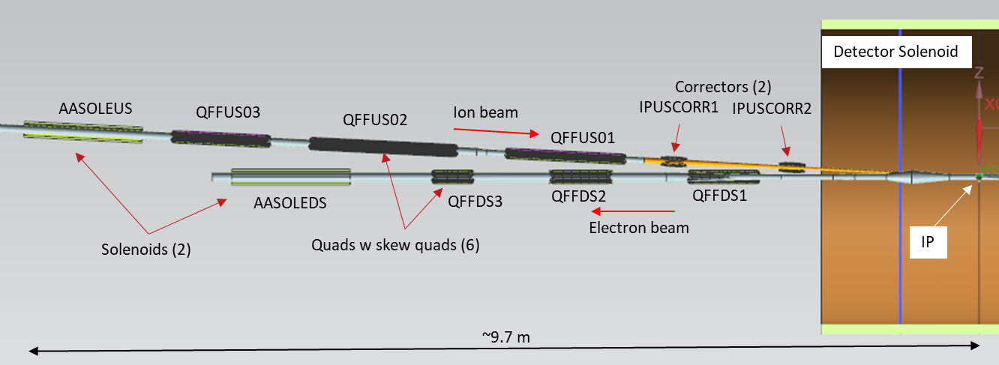 Detector Solenoid
Correctors (2)
IPUSCORR1 IPUSCORR2
AASOLEUS
QFFUS03
QFFUS02
Ion beam
QFFUS01
Z
AASOLEDS
QFFDS3
QFFDS2
QFFDS1
Electron beam
Solenoids (2)
Quads w skew quads (6)
IP
~9.7 m